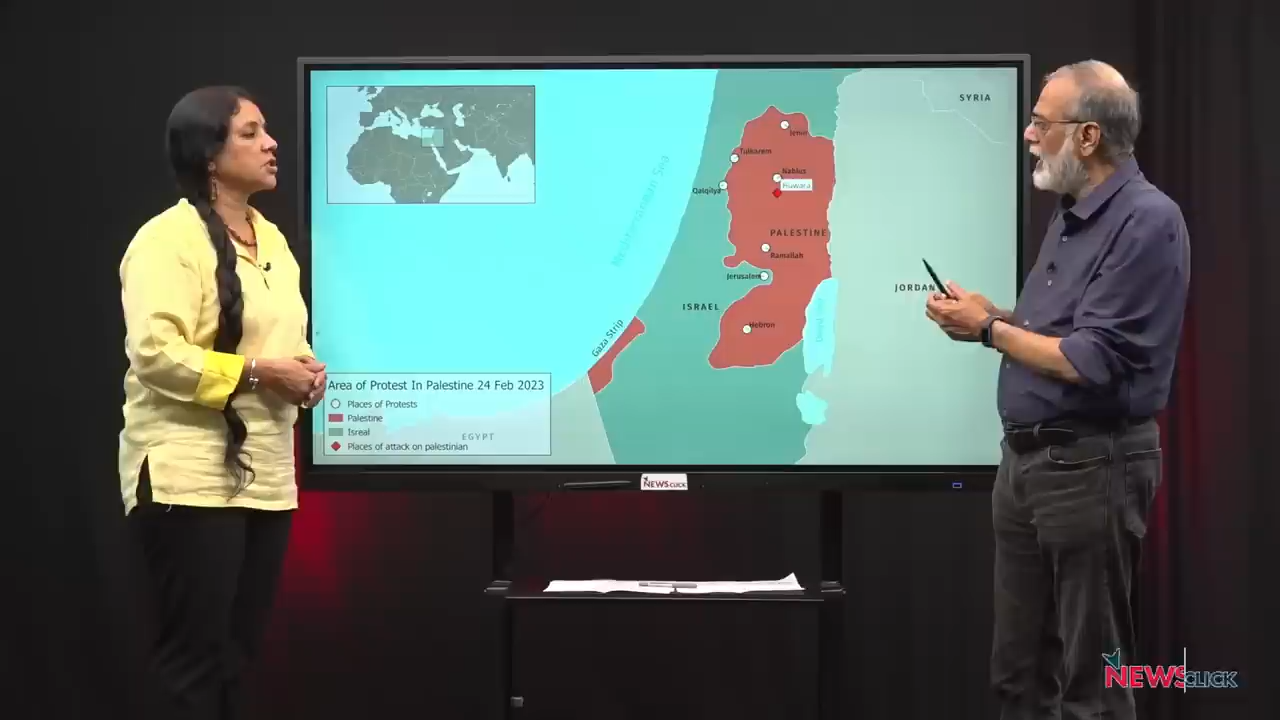 SYRIA
Jenin
Tulkarem
Nablus
Huwara
Qalqilya
PALESTINE
Ramallah
Jerusalem
ISRAEL
JORDAN
Hebron
Dead Sea
Mediterranean Sea
Gaza Strip
Area of Protest In Palestine 24 Feb 2023
Places of Protests
Palestine
Isreal
Places of attack on palestinian
EGYPT
NEWSCLICK
NEWSCLICK